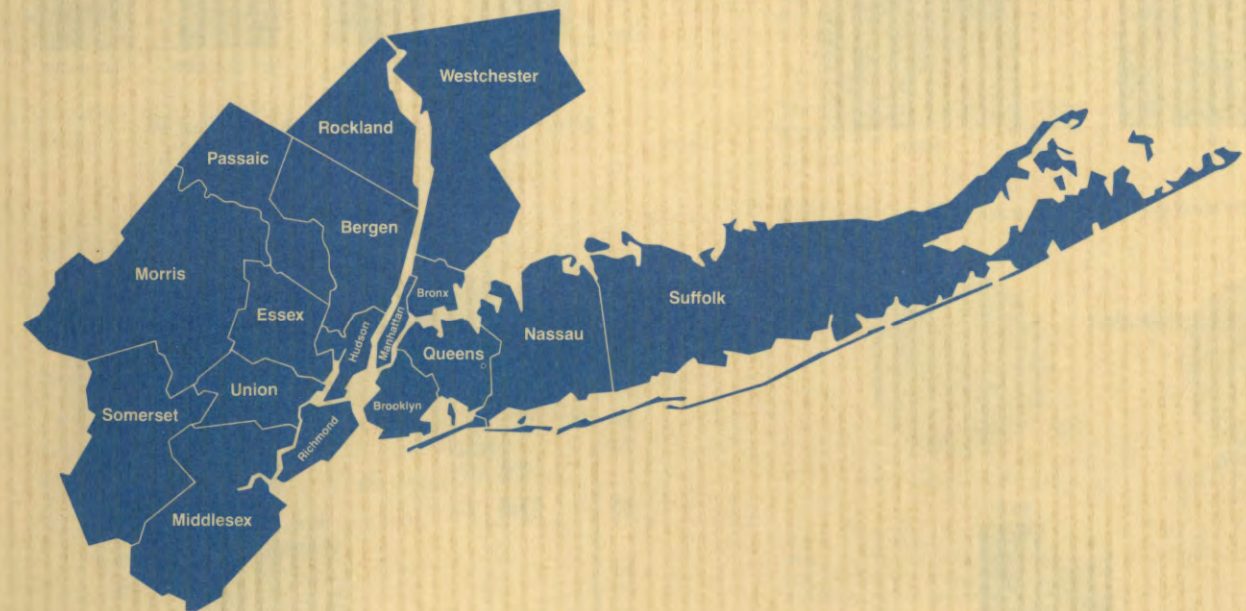 Westchester
Rockland
Passaic
Bergen
Morris
Bronx
Suffolk
Essex
Hudson
Manhattan
Nassau
Queens
Union
Brooklyn
Somerset
Richmond
Middlesex